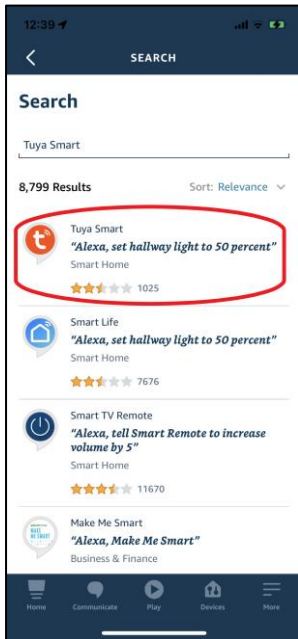 12:39
SEARCH
Search
Tuya Smart
8,799 Results
Sort: Relevance
Tuya Smart
“Alexa, set hallway light to 50 percent”
Smart Home
1025
Smart Life
“Alexa, set hallway light to 50 percent”
Smart Home
7676
Smart TV Remote
“Alexa, tell Smart Remote to increase
volume by 5”
Smart Home
11670
MAKE
ME SMART
Make Me Smart
“Alexa, Make Me Smart”
Business & Finance
Home
Communicate
Play
Devices
More